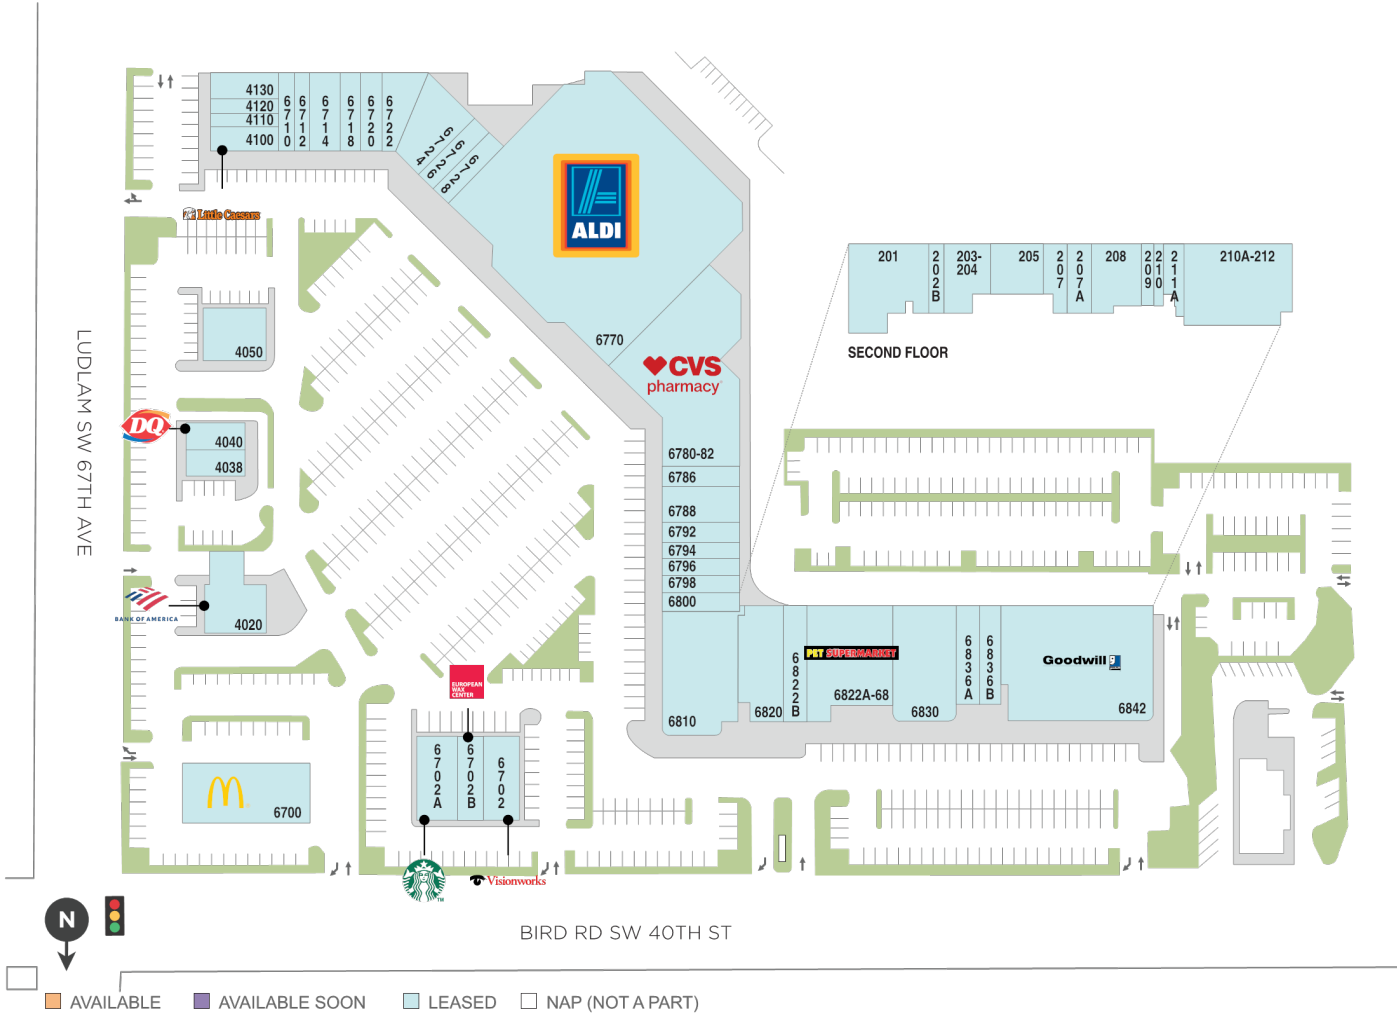 4130
4120
4110
4100
6710
6712
6714
6718
6720
6722
6724
6726
6728
Little Caesars
ALDI
6770
CVS
pharmacy
201
202B
203-
204
205
207
207A
208
209
210
211A
210A-212
SECOND FLOOR
4050
DQ
4040
4038
LUDLAM SW 67TH AVE
BANK OF AMERICA
4020
6780-82
6786
6788
6792
6794
6796
6798
6800
6810
6820
6822B
PET SUPERMARKET
6822A-68
6830
6836A
6836B
Goodwill
6842
EUROPEAN
WAX
CENTER
6702A
6702B
6702
6700
Visionworks
TM
N
BIRD RD SW 40TH ST
AVAILABLE
AVAILABLE SOON
LEASED
NAP (NOT A PART)